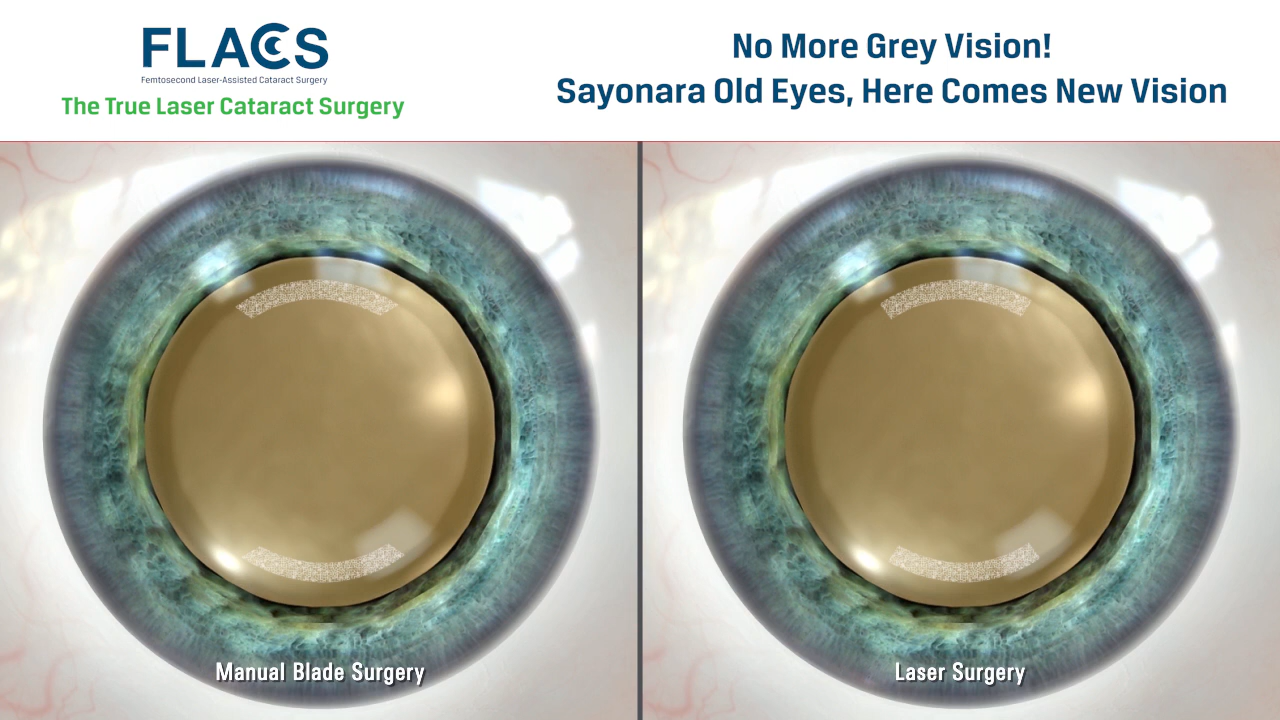 FLACS
Femtosecond Laser-Assisted Cataract Surgery
The True Laser Cataract Surgery
No More Grey Vision!
Sayonara Old Eyes, Here Comes New Vision
Manual Blade Surgery
Laser Surgery